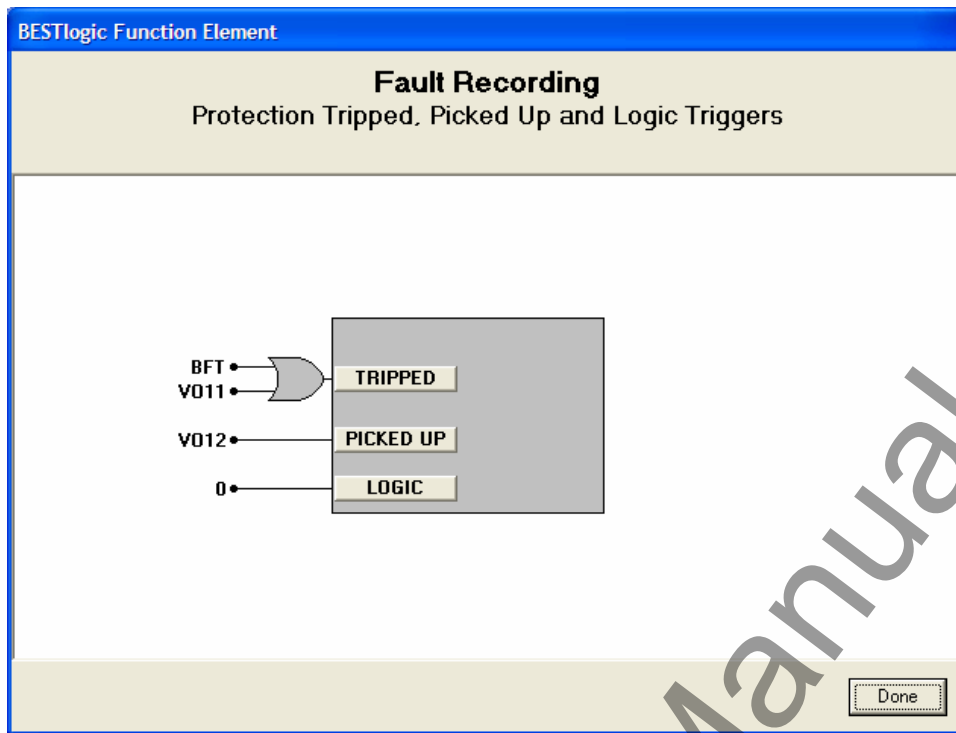 BESTlogic Function Element
Fault Recording
Protection Tripped, Picked Up and Logic Triggers
BFT
VO11
TRIPPED
VO12
PICKED UP
0
LOGIC
Manual
Done